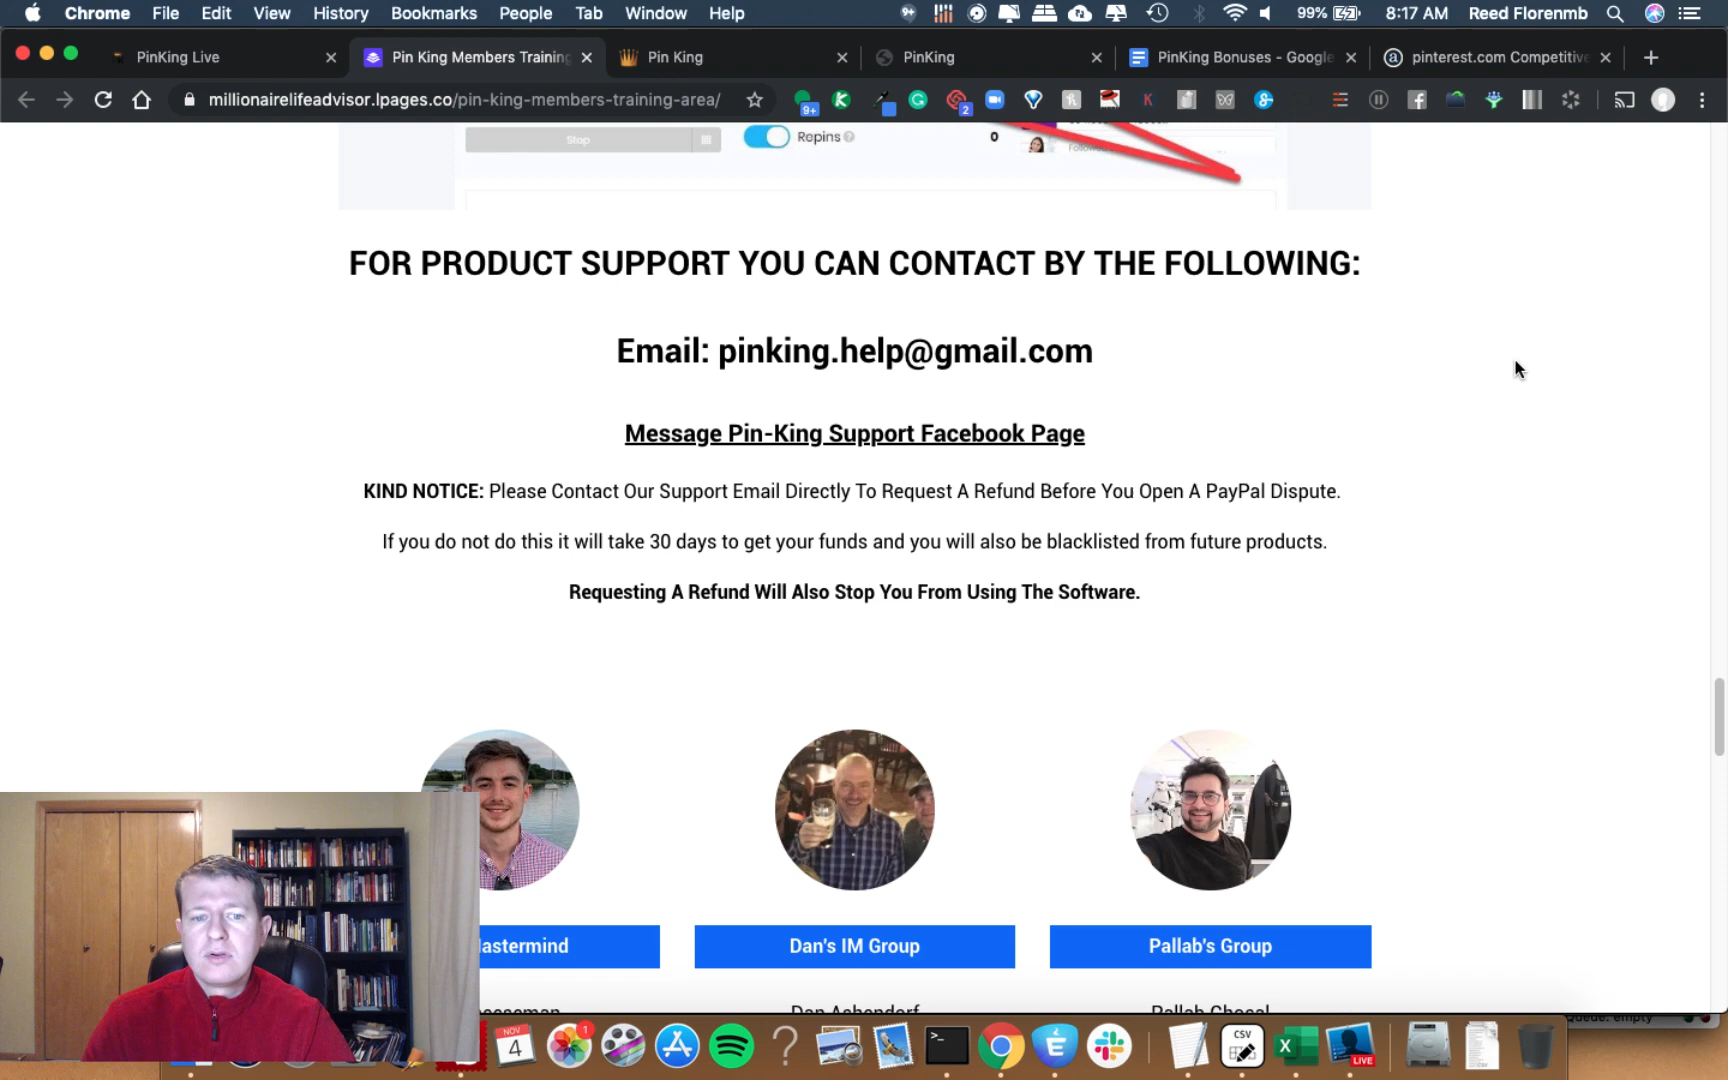 Chrome File Edit View History Bookmarks People Tab Window Help 99% 8:17 AM Reed Florenmb
PinKing Live Pin King Members Training Pin King PinKing PinKing Bonuses - Google pinterest.com Competitive
millionairelifeadvisor.lpages.co/pin-king-members-training-area/ 9+ 2
Stop Repins 0
FOR PRODUCT SUPPORT YOU CAN CONTACT BY THE FOLLOWING:
Email: pinking.help@gmail.com
Message Pin-King Support Facebook Page
KIND NOTICE: Please Contact Our Support Email Directly To Request A Refund Before You Open A PayPal Dispute.
If you do not do this it will take 30 days to get your funds and you will also be blacklisted from future products.
Requesting A Refund Will Also Stop You From Using The Software.
astermind Dan's IM Group Pallab's Group
Queue: empty
NOV 4 1 CSV LIVE